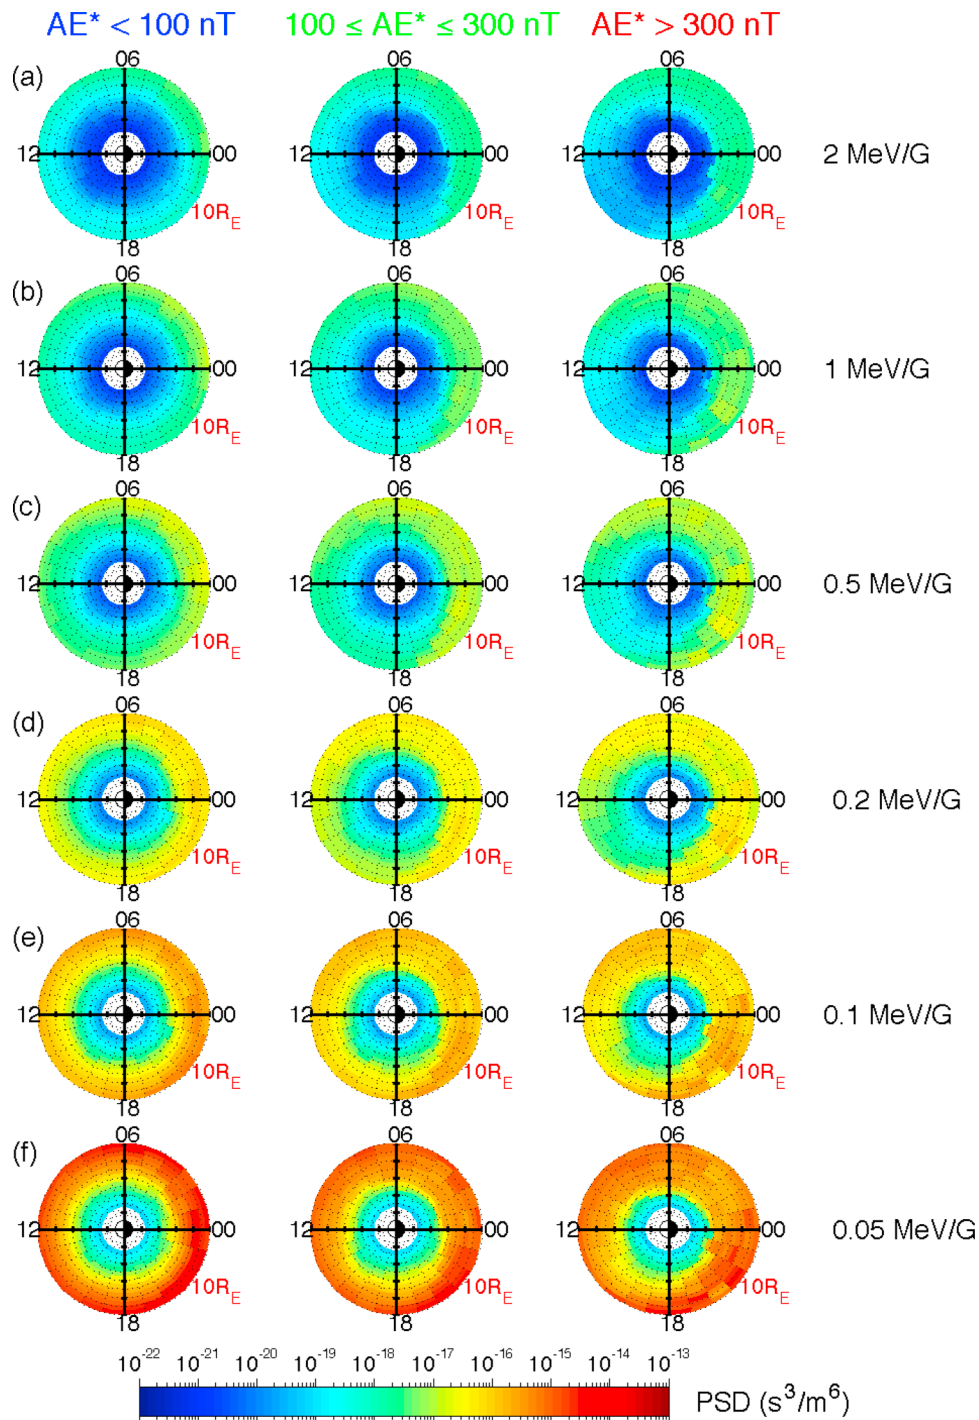 AE* < 100 nT 100 ≤ AE* ≤ 300 nT AE* > 300 nT
(a) 06 06 06
12 00 12 00 12 00 2 MeV/G
10R_E 10R_E 10R_E
18 18 18
(b) 06 06 06
12 00 12 00 12 00 1 MeV/G
10R_E 10R_E 10R_E
18 18 18
(c) 06 06 06
12 00 12 00 12 00 0.5 MeV/G
10R_E 10R_E 10R_E
18 18 18
(d) 06 06 06
12 00 12 00 12 00 0.2 MeV/G
10R_E 10R_E 10R_E
18 18 18
(e) 06 06 06
12 00 12 00 12 00 0.1 MeV/G
10R_E 10R_E 10R_E
18 18 18
(f) 06 06 06
12 00 12 00 12 00 0.05 MeV/G
10R_E 10R_E 10R_E
18 18 18
10^-22 10^-21 10^-20 10^-19 10^-18 10^-17 10^-16 10^-15 10^-14 10^-13
PSD (s^3/m^6)